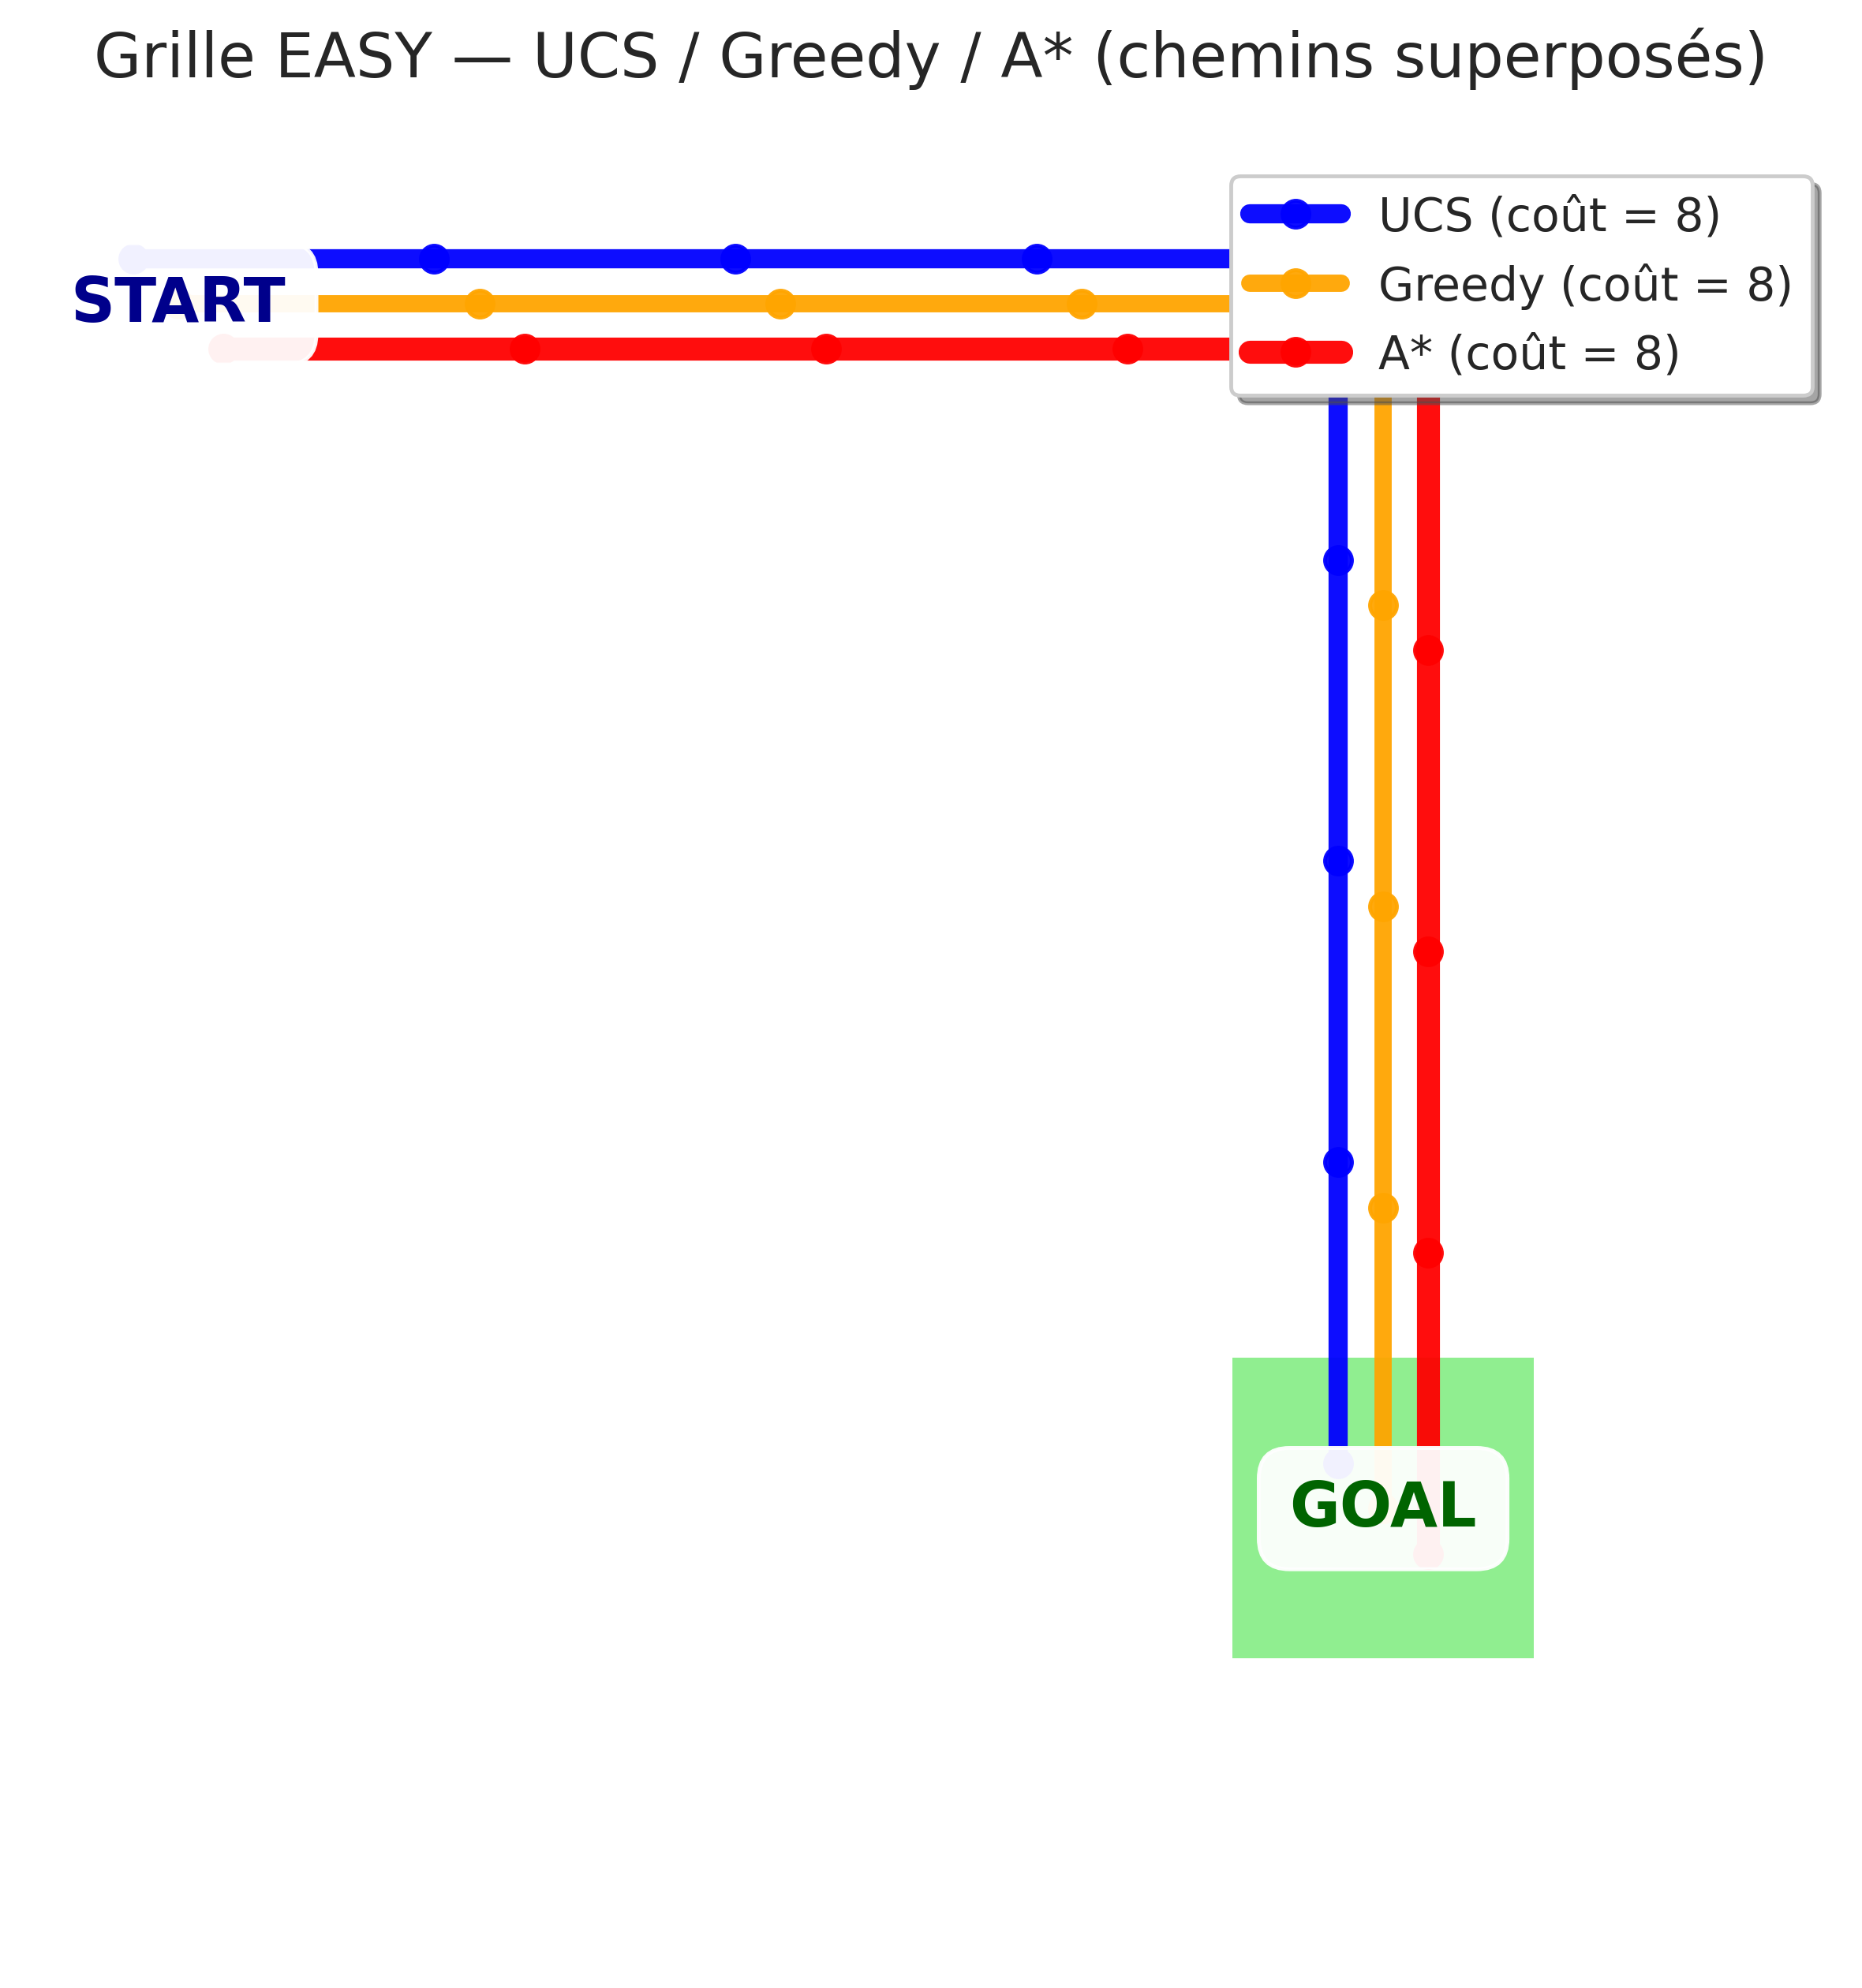 Grille EASY — UCS / Greedy / A* (chemins superposés)
UCS (coût = 8)
Greedy (coût = 8)
A* (coût = 8)
START
GOAL